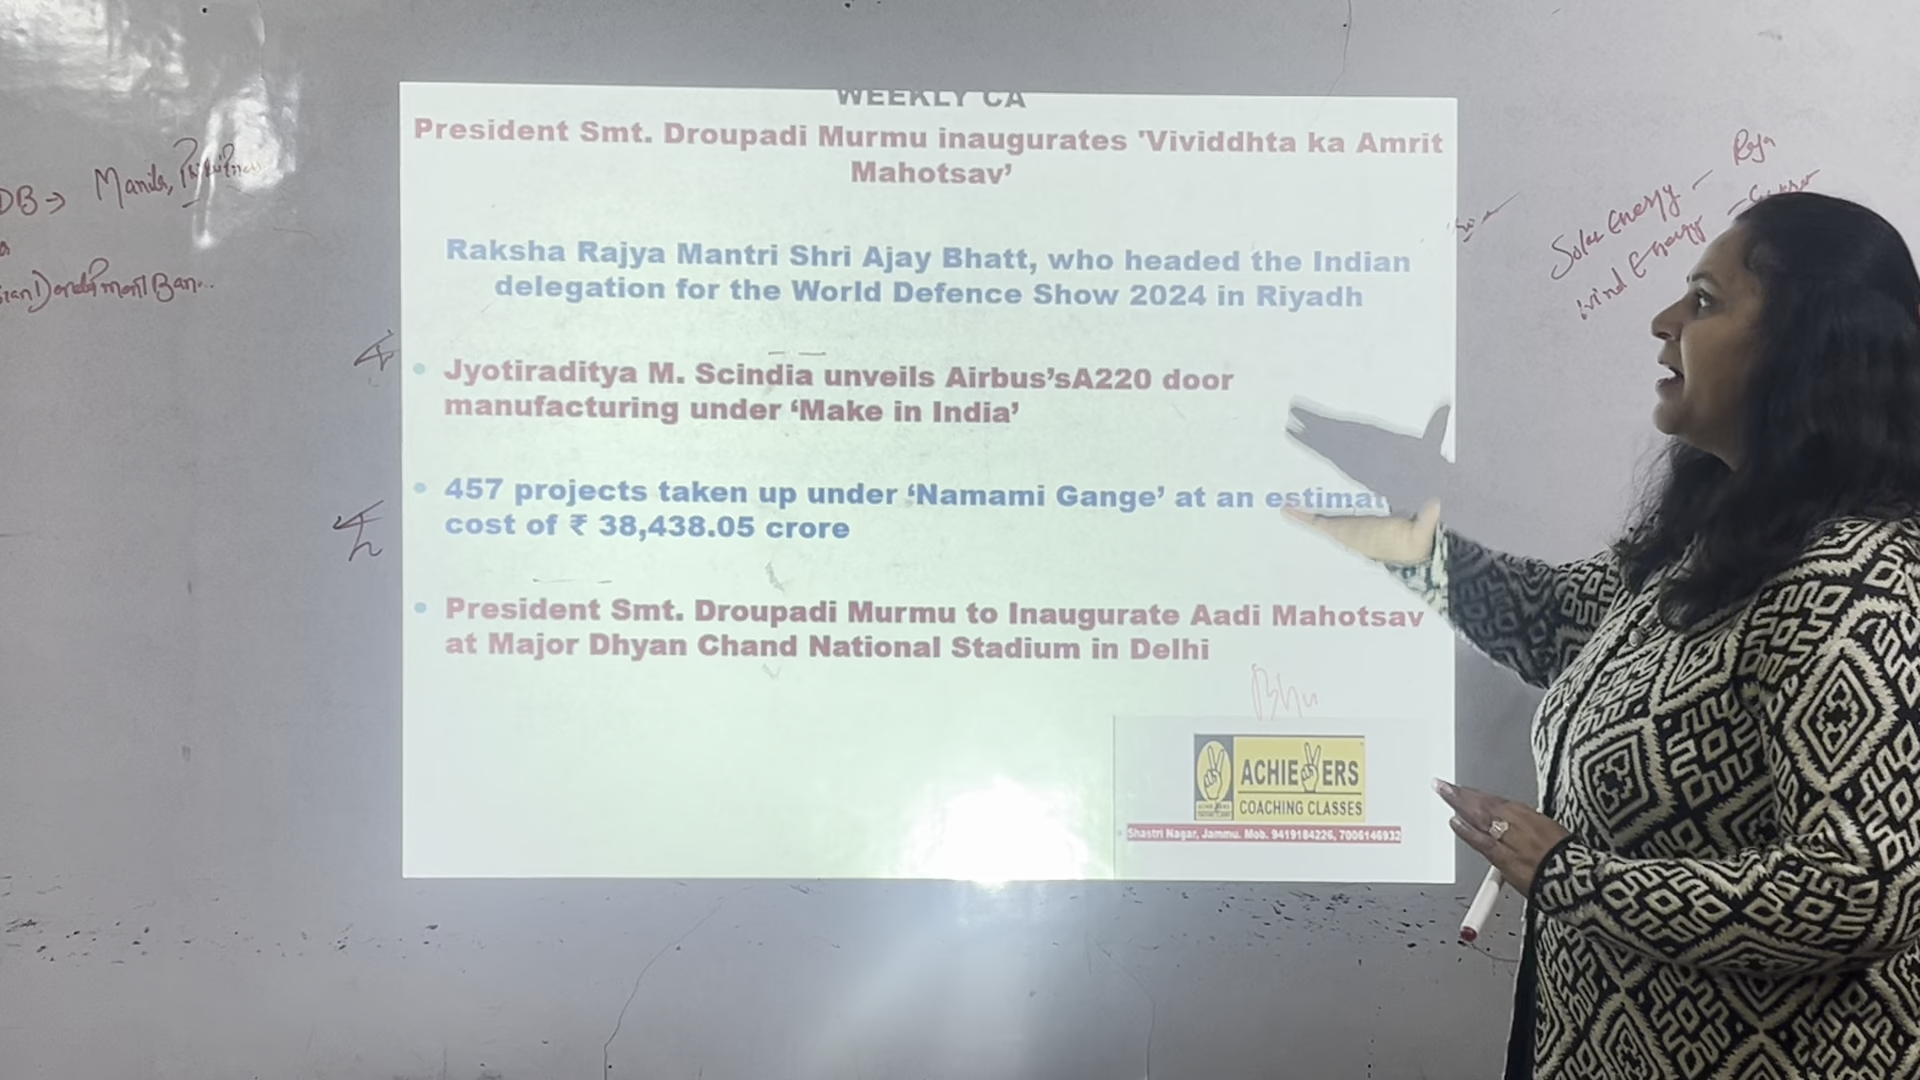 WEEKLY CA
President Smt. Droupadi Murmu inaugurates 'Vividdhta ka Amrit
Mahotsav’
Raksha Rajya Mantri Shri Ajay Bhatt, who headed the Indian
delegation for the World Defence Show 2024 in Riyadh
• Jyotiraditya M. Scindia unveils Airbus’sA220 door
manufacturing under ‘Make in India’
• 457 projects taken up under ‘Namami Gange’ at an
cost of ₹ 38,438.05 crore
• President Smt. Droupadi Murmu to Inaugurate Aadi Mahotsav
at Major Dhyan Chand National Stadium in Delhi
Bhu
ACHIEVERS
COACHING CLASSES
Shastri Nagar, Jammu. Mob. 9419184226, 7006146932
DB → Manila,
Solar Energy - Raja
Wind Energy -